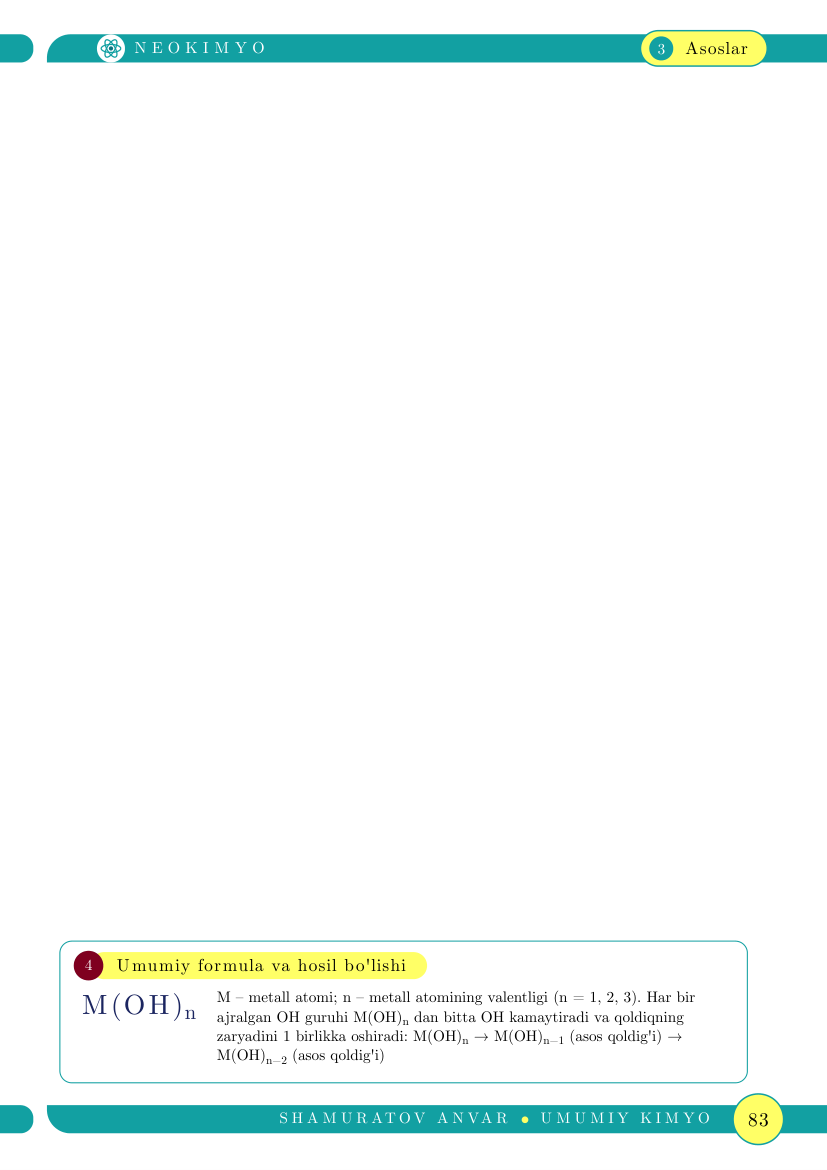 NEOKIMYO
3 Asoslar
4 Umumiy formula va hosil bo'lishi
M(OH)ₙ
M – metall atomi; n – metall atomining valentligi (n = 1, 2, 3). Har bir
ajralgan OH guruhi M(OH)ₙ dan bitta OH kamaytiradi va qoldiqning
zaryadini 1 birlikka oshiradi: M(OH)ₙ → M(OH)ₙ₋₁ (asos qoldig'i) →
M(OH)ₙ₋₂ (asos qoldig'i)
SHAMURATOV ANVAR • UMUMIY KIMYO 83